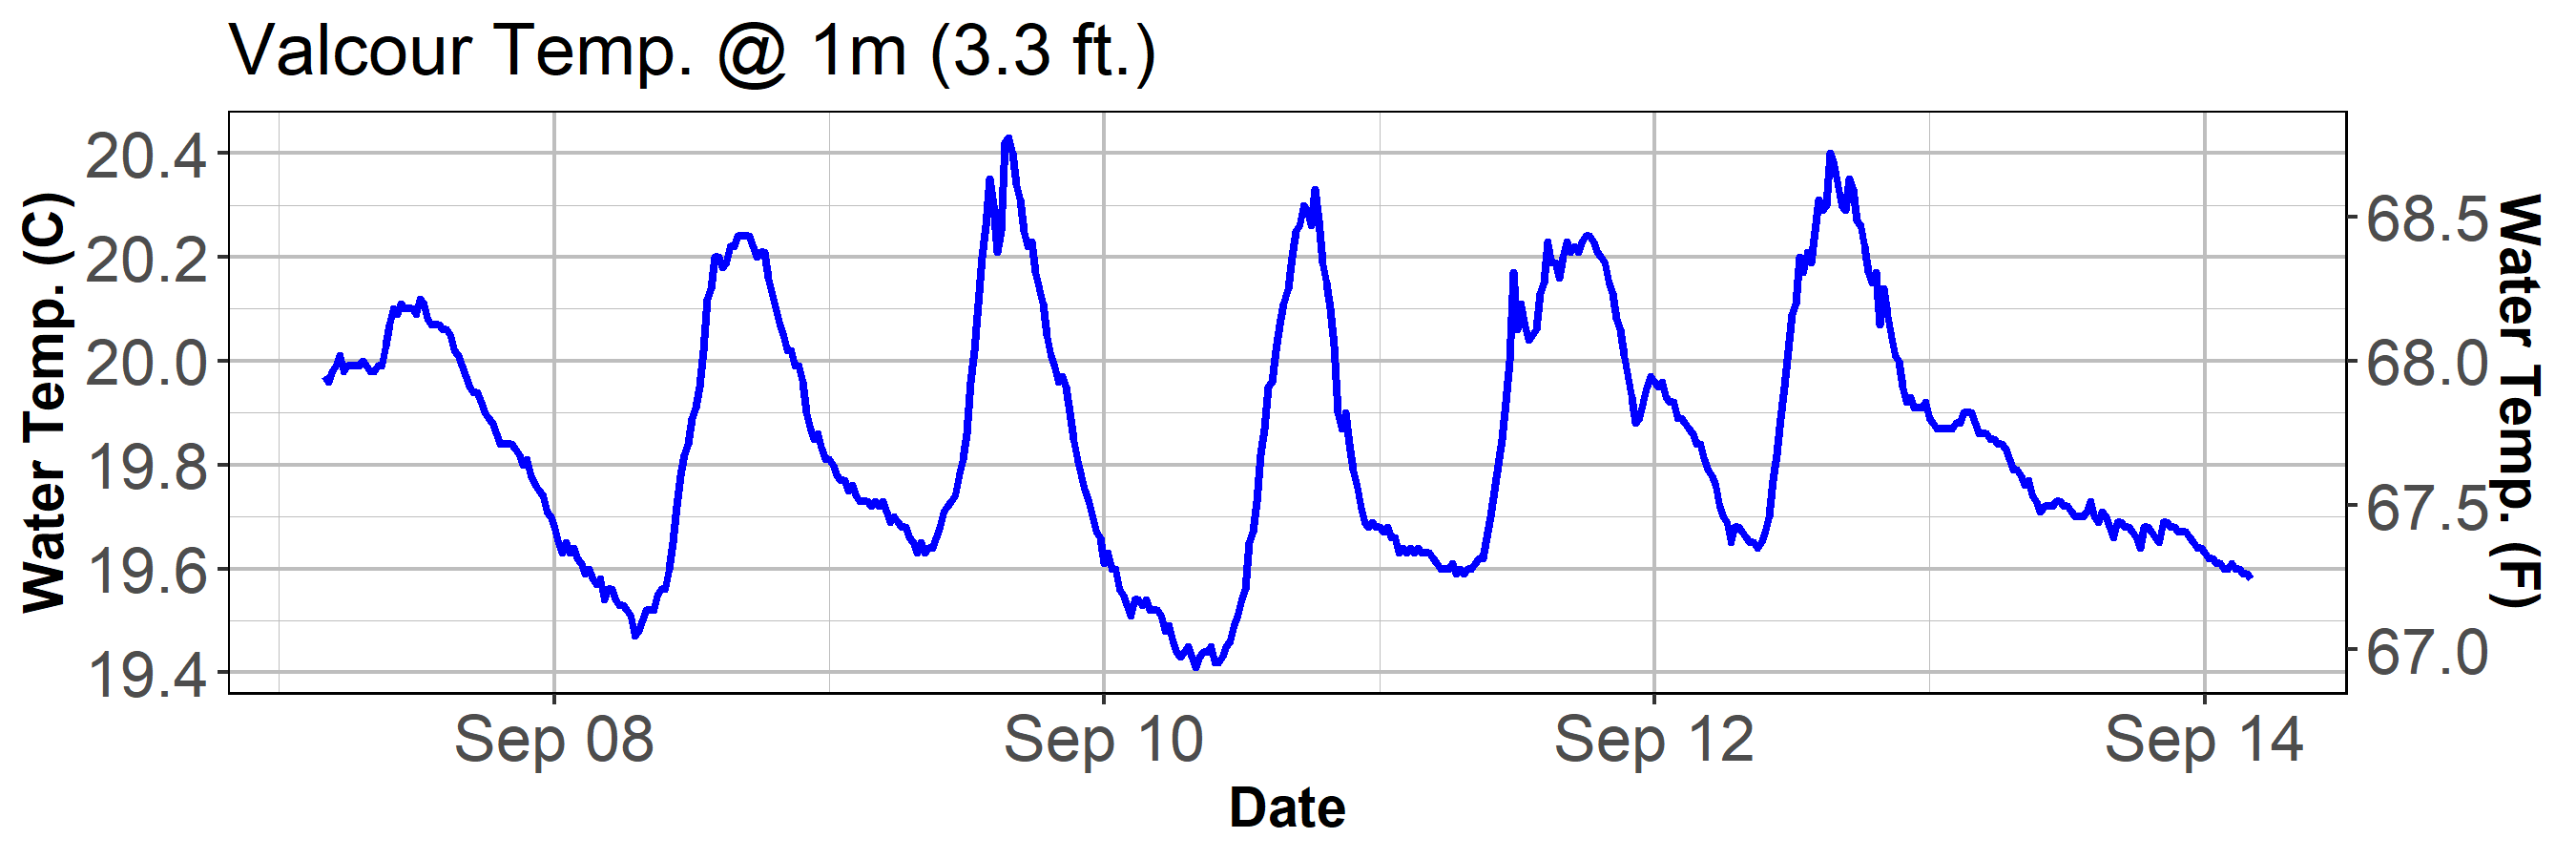 Valcour Temp. @ 1m (3.3 ft.)
Water Temp. (C)
20.4
20.2
20.0
19.8
19.6
19.4
68.5
68.0
67.5
67.0
Water Temp. (F)
Sep 08 Sep 10 Sep 12 Sep 14
Date